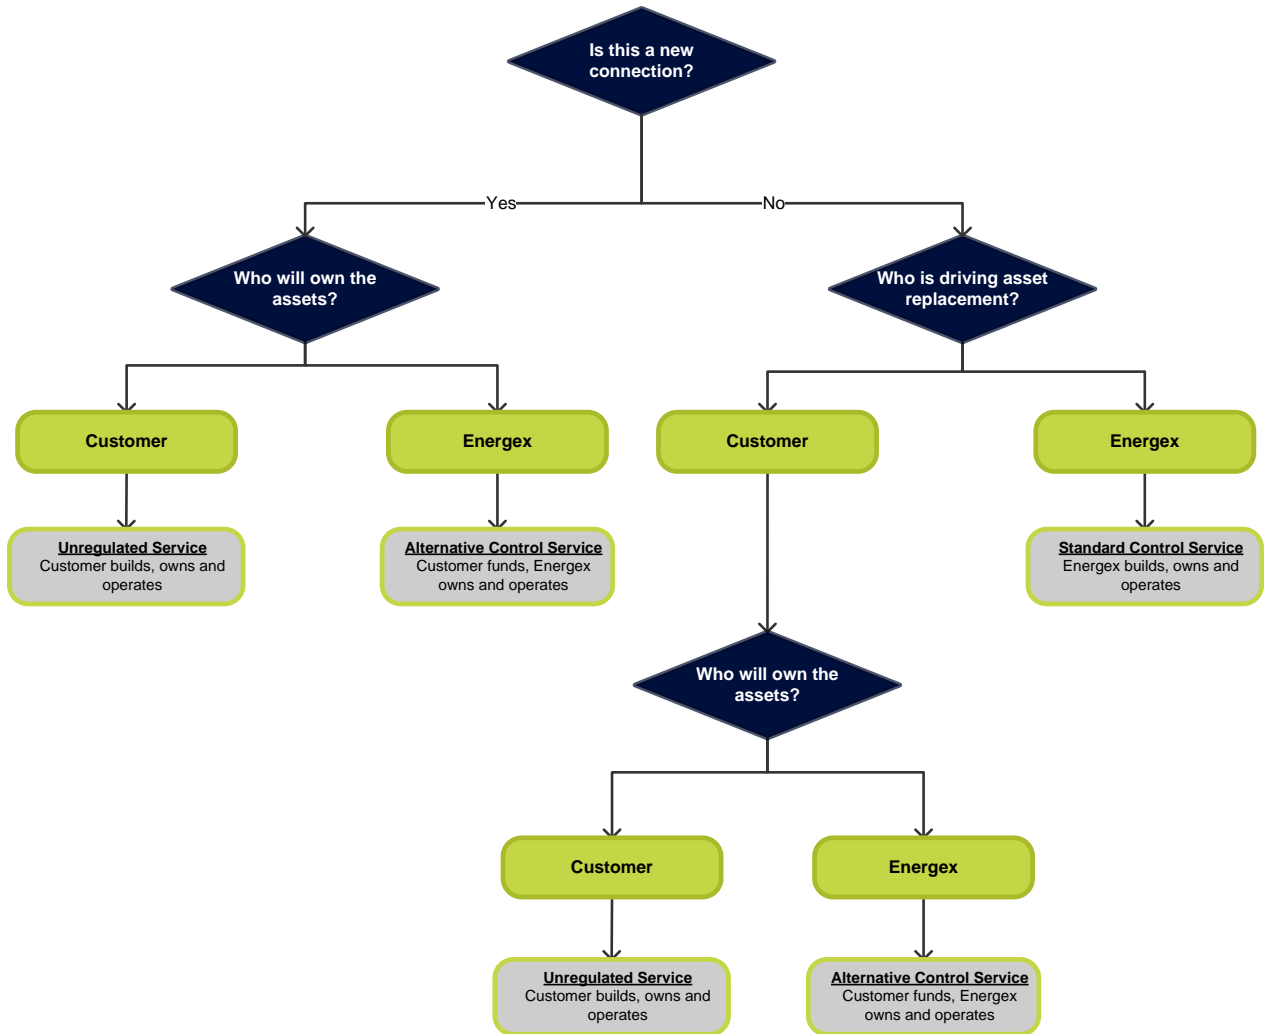 Is this a new
connection?
Yes
No
Who will own the
assets?
Who is driving asset
replacement?
Customer
Energex
Customer
Energex
Unregulated Service
Customer builds, owns and
operates
Alternative Control Service
Customer funds, Energex
owns and operates
Standard Control Service
Energex builds, owns and
operates
Who will own the
assets?
Customer
Energex
Unregulated Service
Customer builds, owns and
operates
Alternative Control Service
Customer funds, Energex
owns and operates